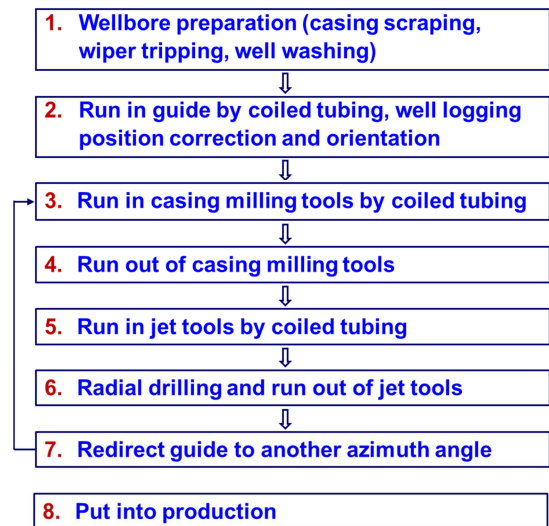 1. Wellbore preparation (casing scraping,
wiper tripping, well washing)
2. Run in guide by coiled tubing, well logging
position correction and orientation
3. Run in casing milling tools by coiled tubing
4. Run out of casing milling tools
5. Run in jet tools by coiled tubing
6. Radial drilling and run out of jet tools
7. Redirect guide to another azimuth angle
8. Put into production